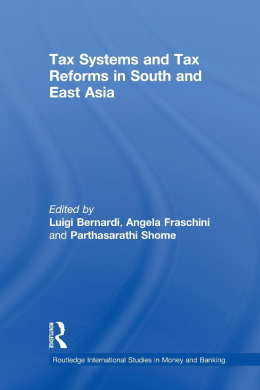 Tax Systems and Tax
Reforms in South and
East Asia
Edited by
Luigi Bernardi, Angela Fraschini
and Parthasarathi Shome
Routledge International Studies in Money and Banking